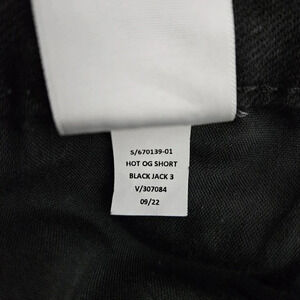 S/670139-01
HOT OG SHORT
BLACK JACK 3
V/307084
09/22